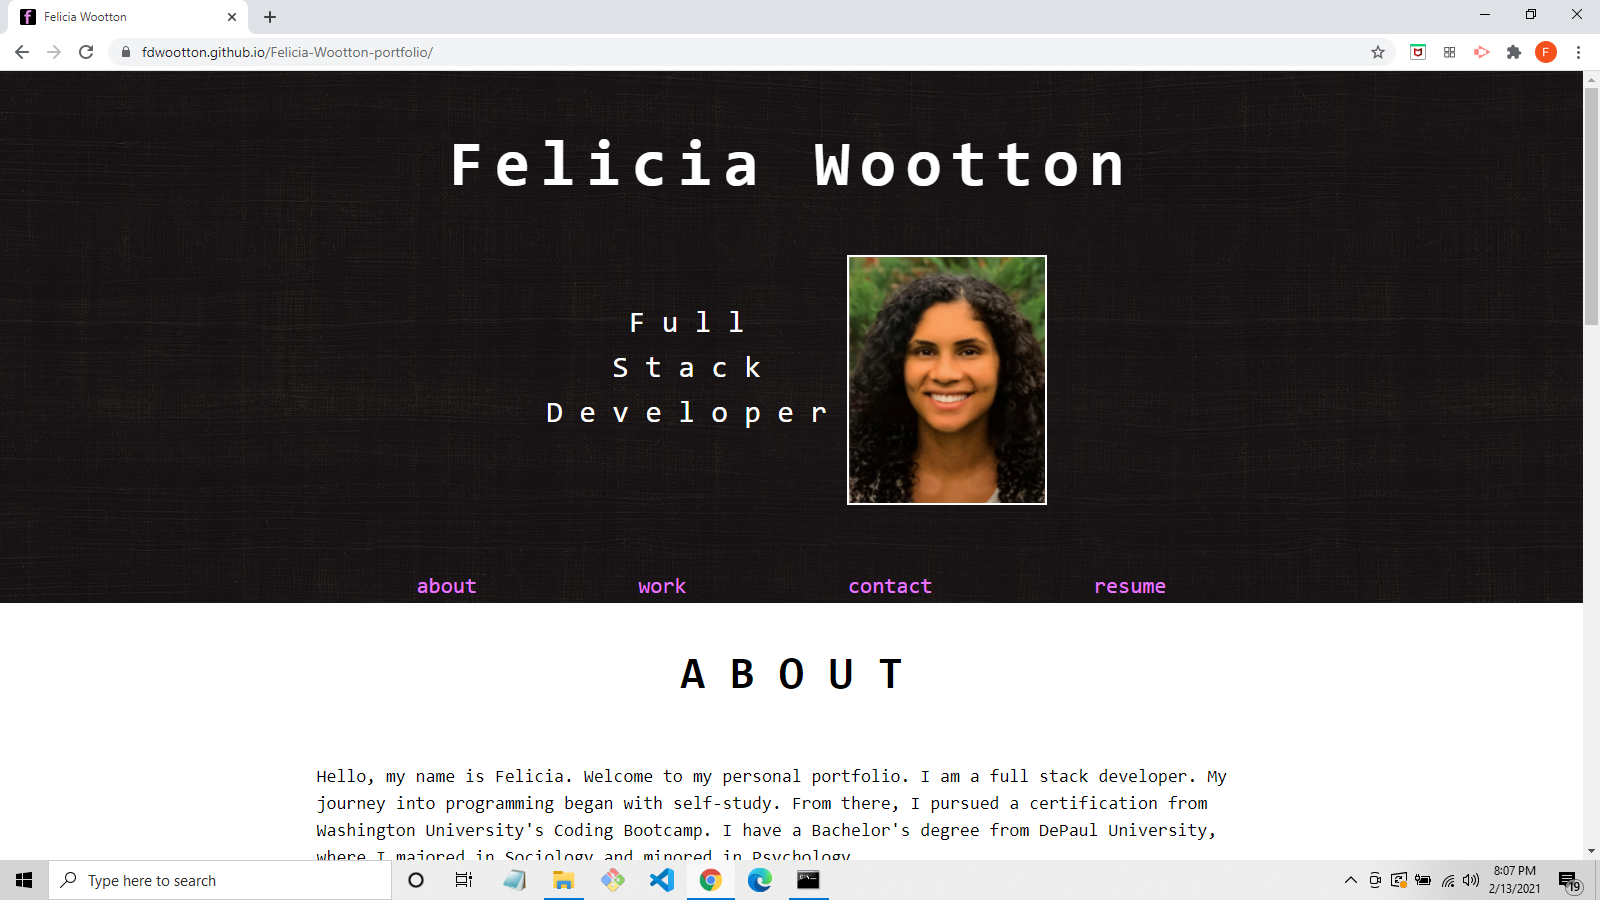 Felicia Wootton
fdwootton.github.io/Felicia-Wootton-portfolio/
F
Felicia Wootton
Full
Stack
Developer
about work contact resume
ABOUT
Hello, my name is Felicia. Welcome to my personal portfolio. I am a full stack developer. My
journey into programming began with self-study. From there, I pursued a certification from
Washington University's Coding Bootcamp. I have a Bachelor's degree from DePaul University,
where I majored in Sociology and minored in Psychology.
Type here to search
8:07 PM
2/13/2021
19